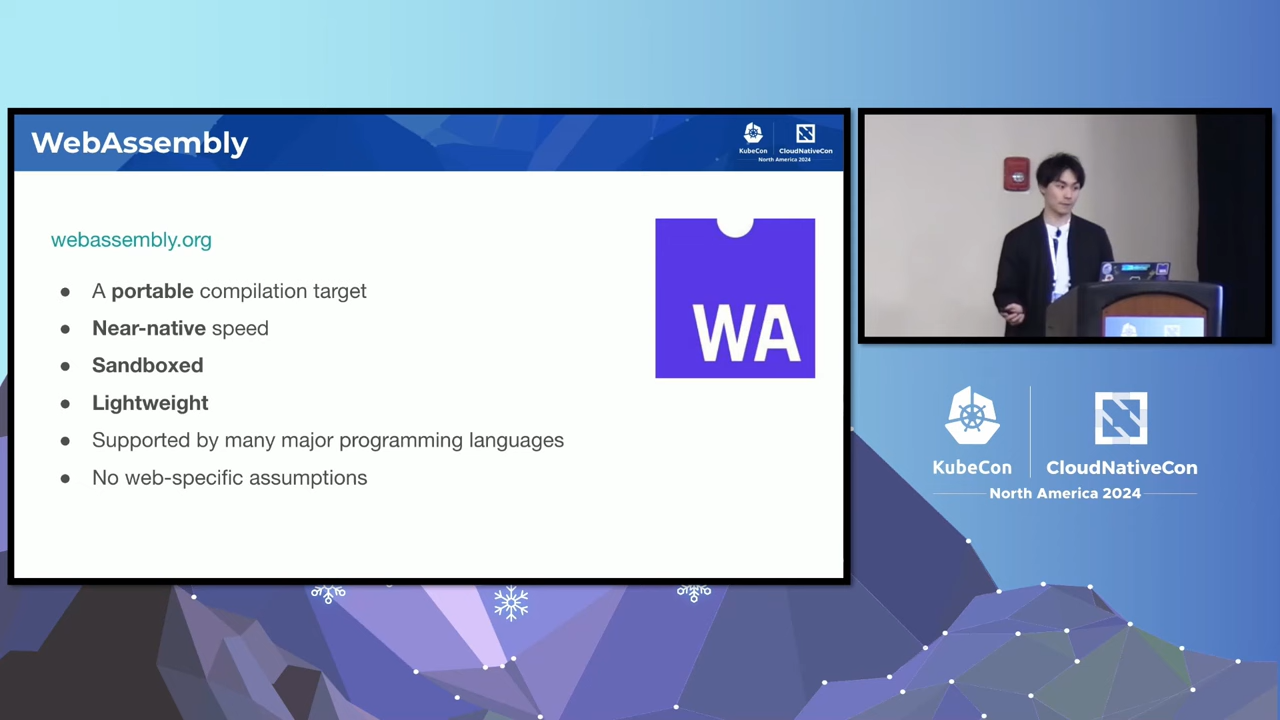 WebAssembly
KubeCon
CloudNativeCon
North America 2024
webassembly.org
● A portable compilation target
● Near-native speed
● Sandboxed
● Lightweight
● Supported by many major programming languages
● No web-specific assumptions
WA
KubeCon
CloudNativeCon
North America 2024